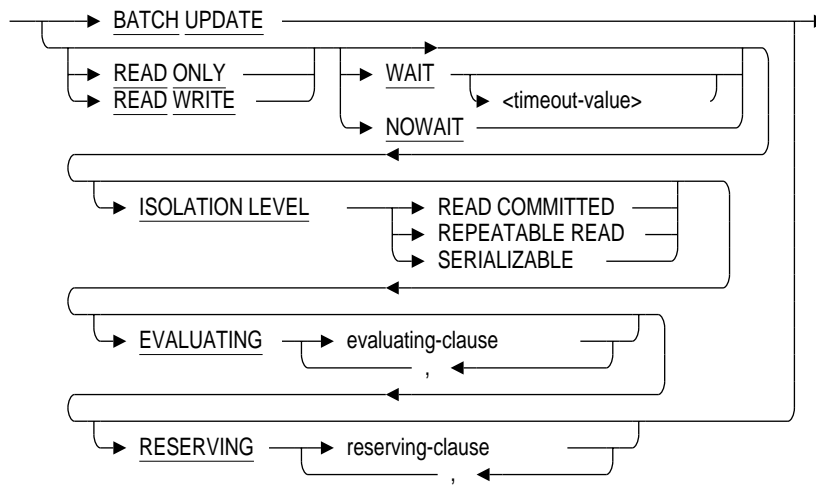 BATCH UPDATE
READ ONLY
READ WRITE
WAIT
<timeout-value>
NOWAIT
ISOLATION LEVEL
READ COMMITTED
REPEATABLE READ
SERIALIZABLE
EVALUATING
evaluating-clause
,
RESERVING
reserving-clause
,